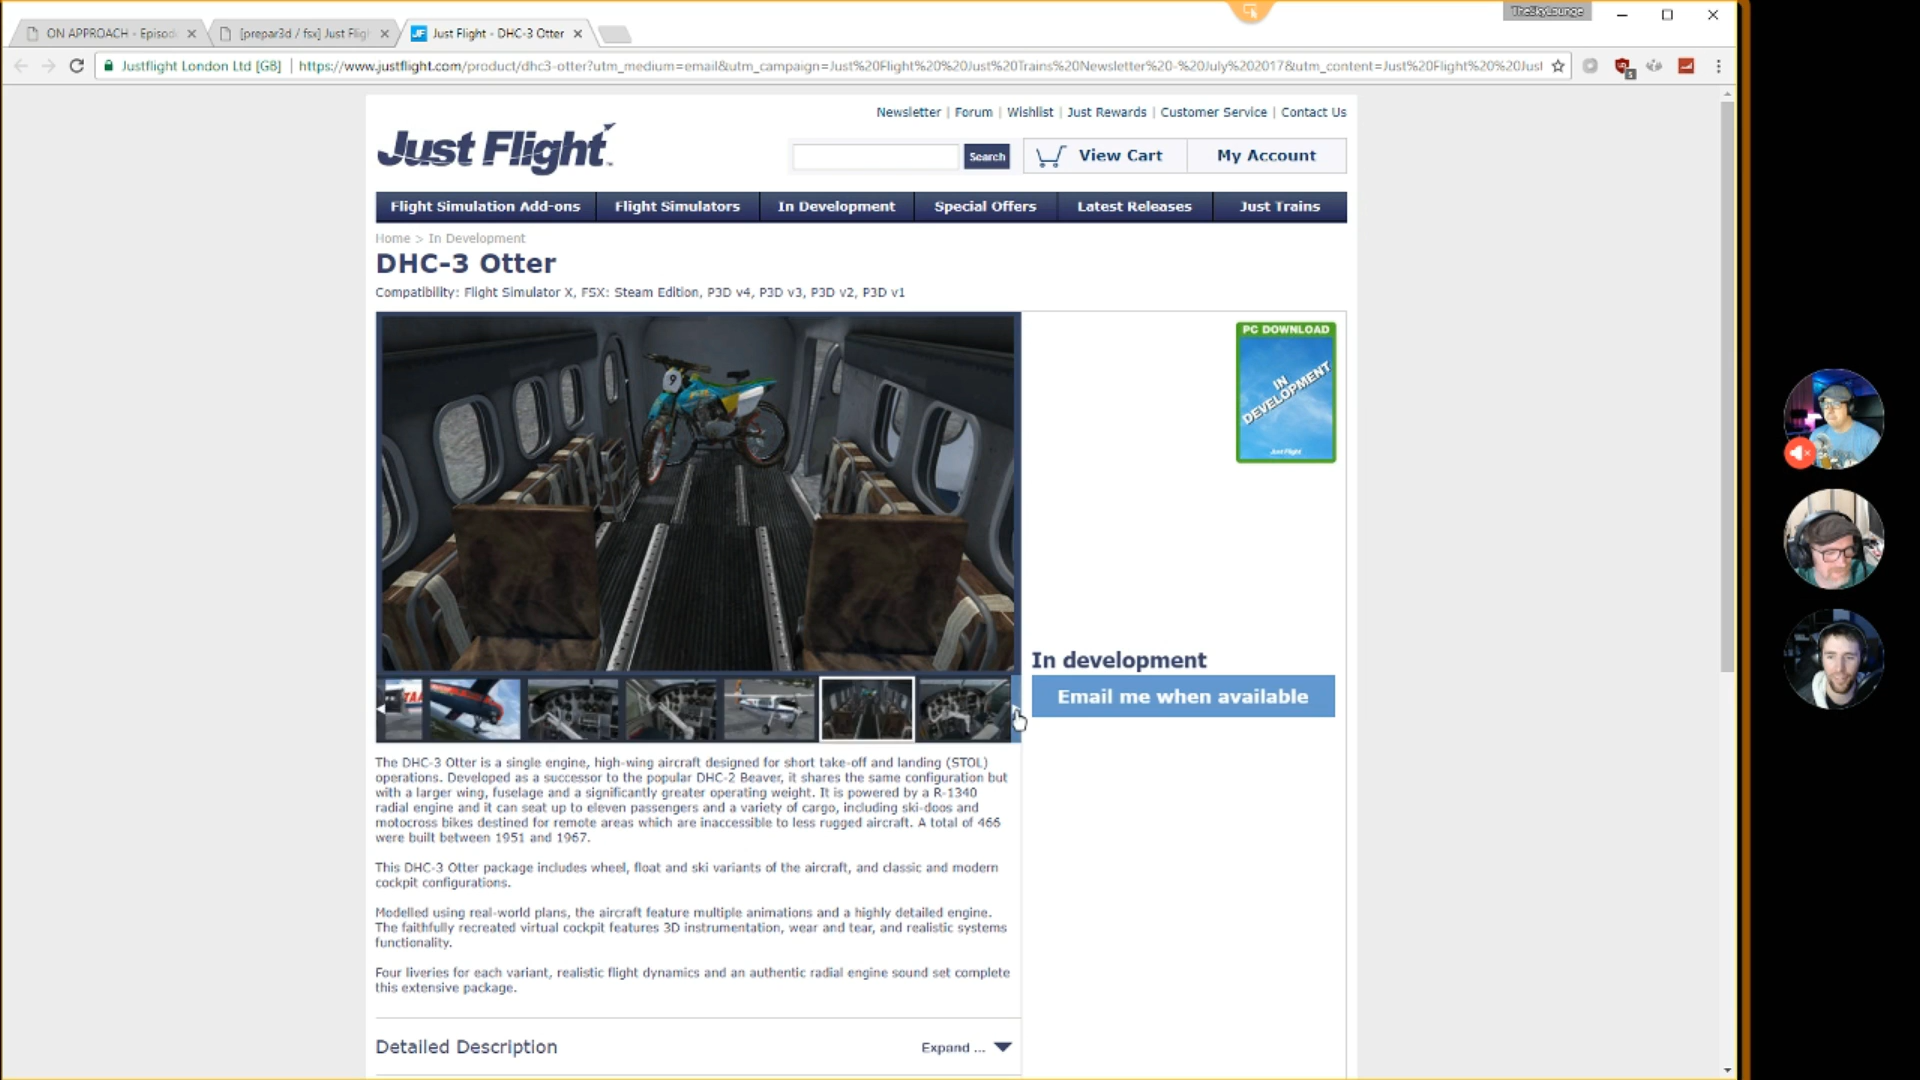 TheSkyLounge
ON APPROACH - Episod
[prepar3d / fsx] Just Fligh
Just Flight - DHC-3 Otter
Justflight London Ltd [GB]
https://www.justflight.com/product/dhc3-otter?utm_medium=email&utm_campaign=Just%20Flight%20%20Just%20Trains%20Newsletter%20-%20July%202017&utm_content=Just%20Flight%20%20Just
Newsletter | Forum | Wishlist | Just Rewards | Customer Service | Contact Us
Just Flight
Search
View Cart
My Account
Flight Simulation Add-ons
Flight Simulators
In Development
Special Offers
Latest Releases
Just Trains
Home > In Development
DHC-3 Otter
Compatibility: Flight Simulator X, FSX: Steam Edition, P3D v4, P3D v3, P3D v2, P3D v1
9
PC DOWNLOAD
IN
DEVELOPMENT
Just Flight
In development
Email me when available
The DHC-3 Otter is a single engine, high-wing aircraft designed for short take-off and landing (STOL)
operations. Developed as a successor to the popular DHC-2 Beaver, it shares the same configuration but
with a larger wing, fuselage and a significantly greater operating weight. It is powered by a R-1340
radial engine and it can seat up to eleven passengers and a variety of cargo, including ski-doos and
motocross bikes destined for remote areas which are inaccessible to less rugged aircraft. A total of 466
were built between 1951 and 1967.
This DHC-3 Otter package includes wheel, float and ski variants of the aircraft, and classic and modern
cockpit configurations.
Modelled using real-world plans, the aircraft feature multiple animations and a highly detailed engine.
The faithfully recreated virtual cockpit features 3D instrumentation, wear and tear, and realistic systems
functionality.
Four liveries for each variant, realistic flight dynamics and an authentic radial engine sound set complete
this extensive package.
Detailed Description
Expand ...